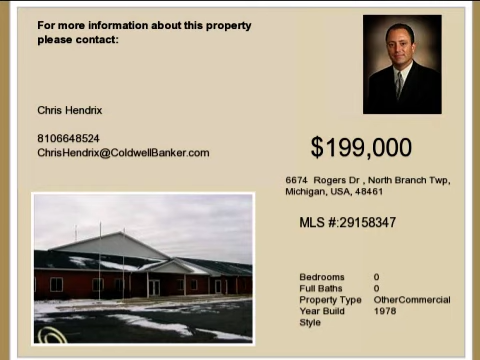 For more information about this property
please contact:
Chris Hendrix
8106648524
ChrisHendrix@ColdwellBanker.com
$199,000
6674 Rogers Dr , North Branch Twp,
Michigan, USA, 48461
MLS #:29158347
Bedrooms 0
Full Baths 0
Property Type OtherCommercial
Year Build 1978
Style